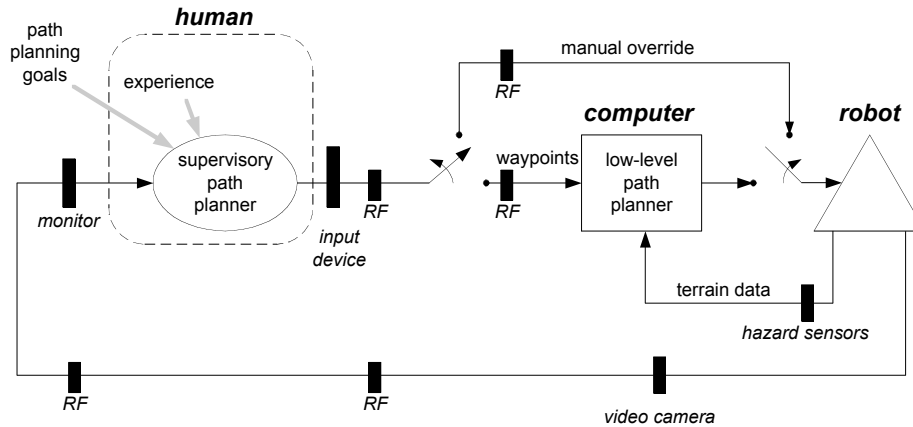 human
path
planning
goals
experience
supervisory
path
planner
monitor
input
device
RF
manual override
RF
computer
waypoints
RF
low-level
path
planner
robot
terrain data
hazard sensors
RF
RF
video camera